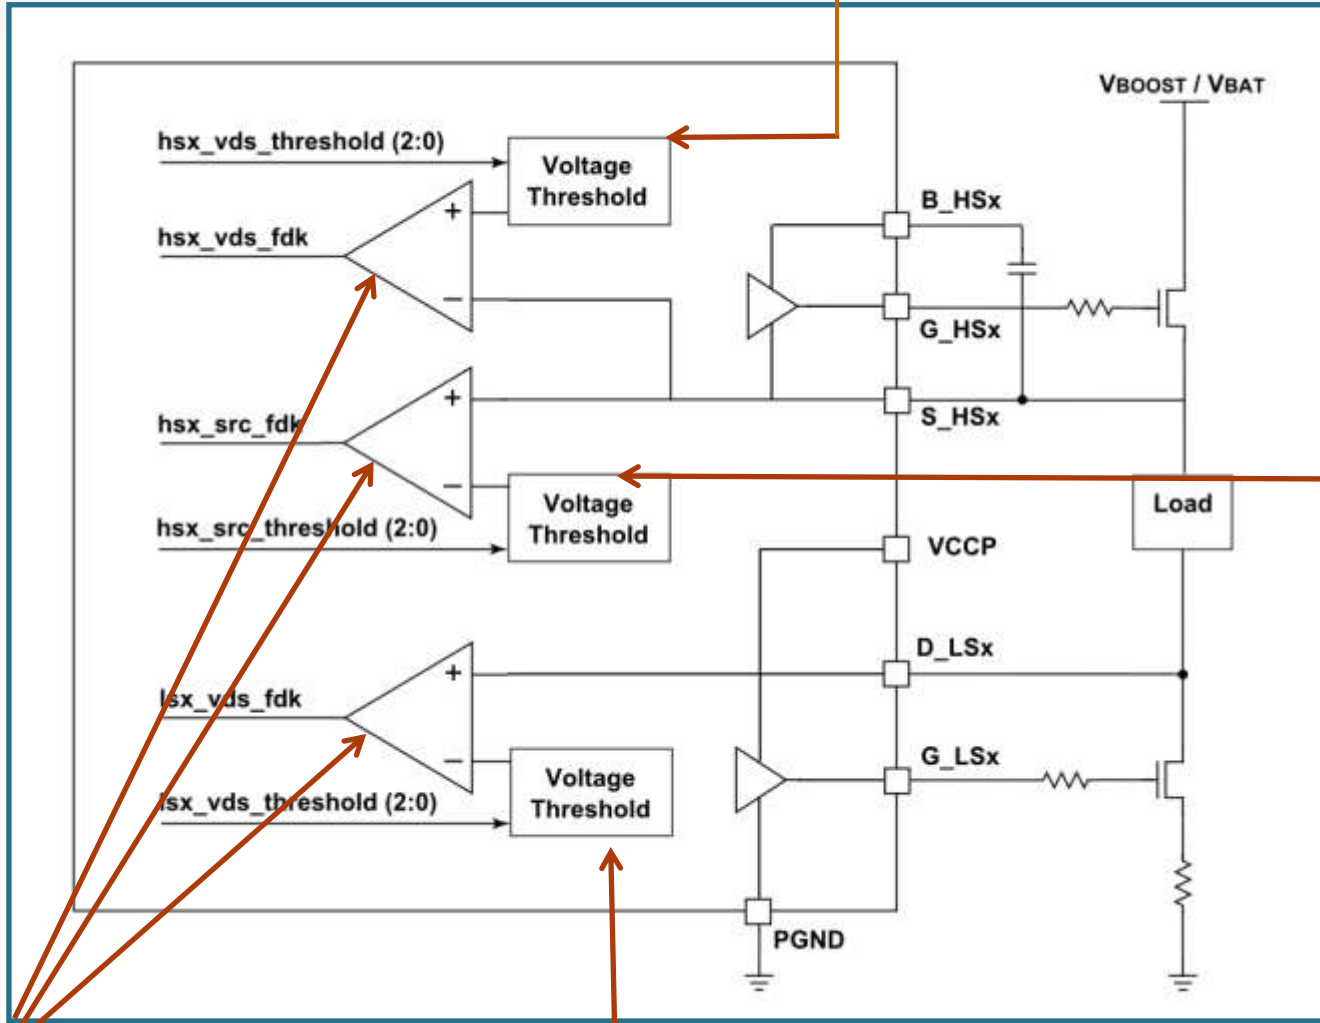 VBOOST / VBAT
hsx_vds_threshold (2:0)
Voltage
Threshold
+
B_HSx
hsx_vds_fdk
−
G_HSx
+
S_HSx
hsx_src_fdk
−
Voltage
Threshold
Load
hsx_src_threshold (2:0)
VCCP
D_LSx
+
lsx_vds_fdk
G_LSx
−
Voltage
Threshold
lsx_vds_threshold (2:0)
PGND